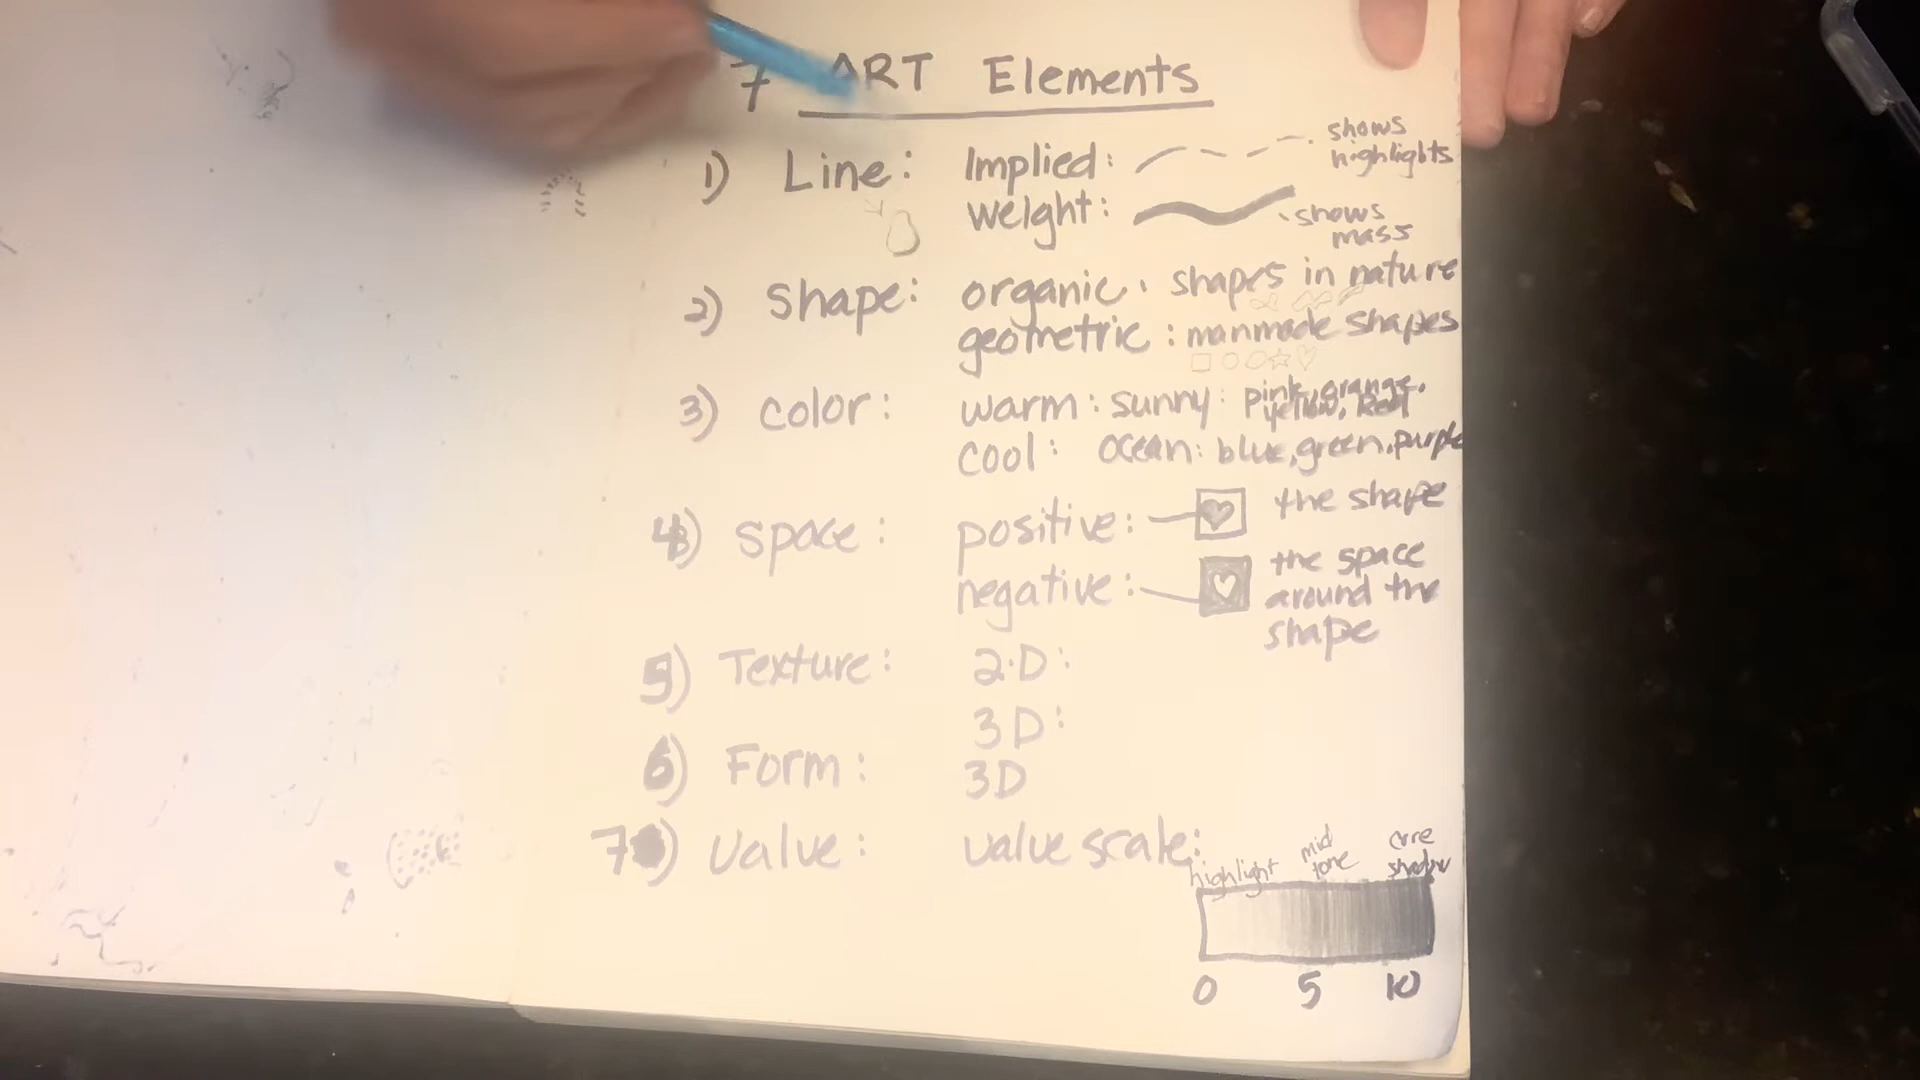 7 ART Elements
1) Line: Implied: shows highlights
weight: shows mass
2) Shape: organic: shapes in nature
geometric: manmade shapes
3) color: warm: sunny: pink, orange, yellow, Red
cool: ocean: blue, green, purple
4) space: positive: the shape
negative: the space around the shape
5) Texture: 2-D:
3D:
6) Form: 3D
7) value: value scale:
highlight mid tone core shadow
0 5 10